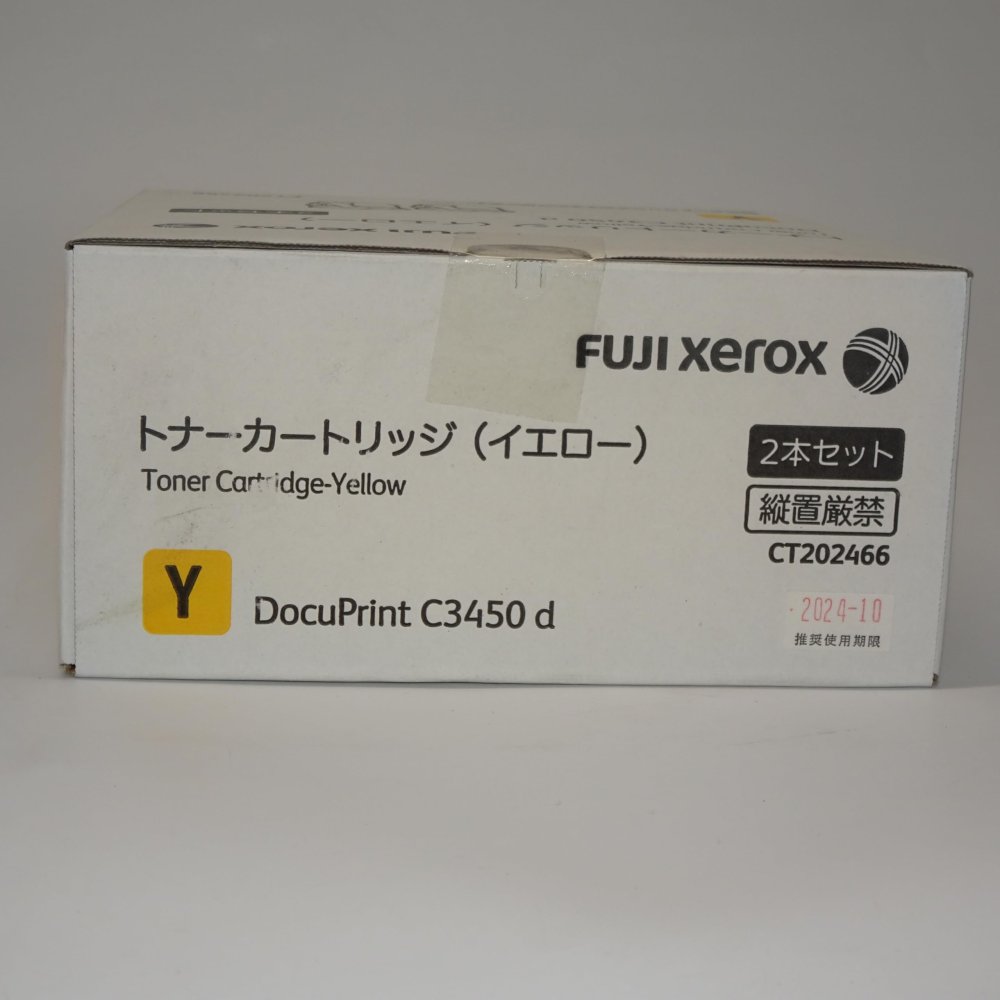 FUJI xerox
トナーカートリッジ（イエロー）
Toner Cartridge-Yellow
2本セット
縦置厳禁
CT202466
Y
DocuPrint C3450 d
2024-10
推奨使用期限